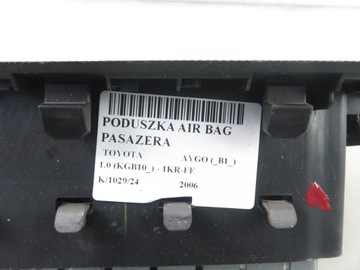 PODUSZKA AIR BAG
PASAZERA
TOYOTA AYGO (_B1_)
1.0 (KGB10_) - 1KR-FE
K/1029/24 2006